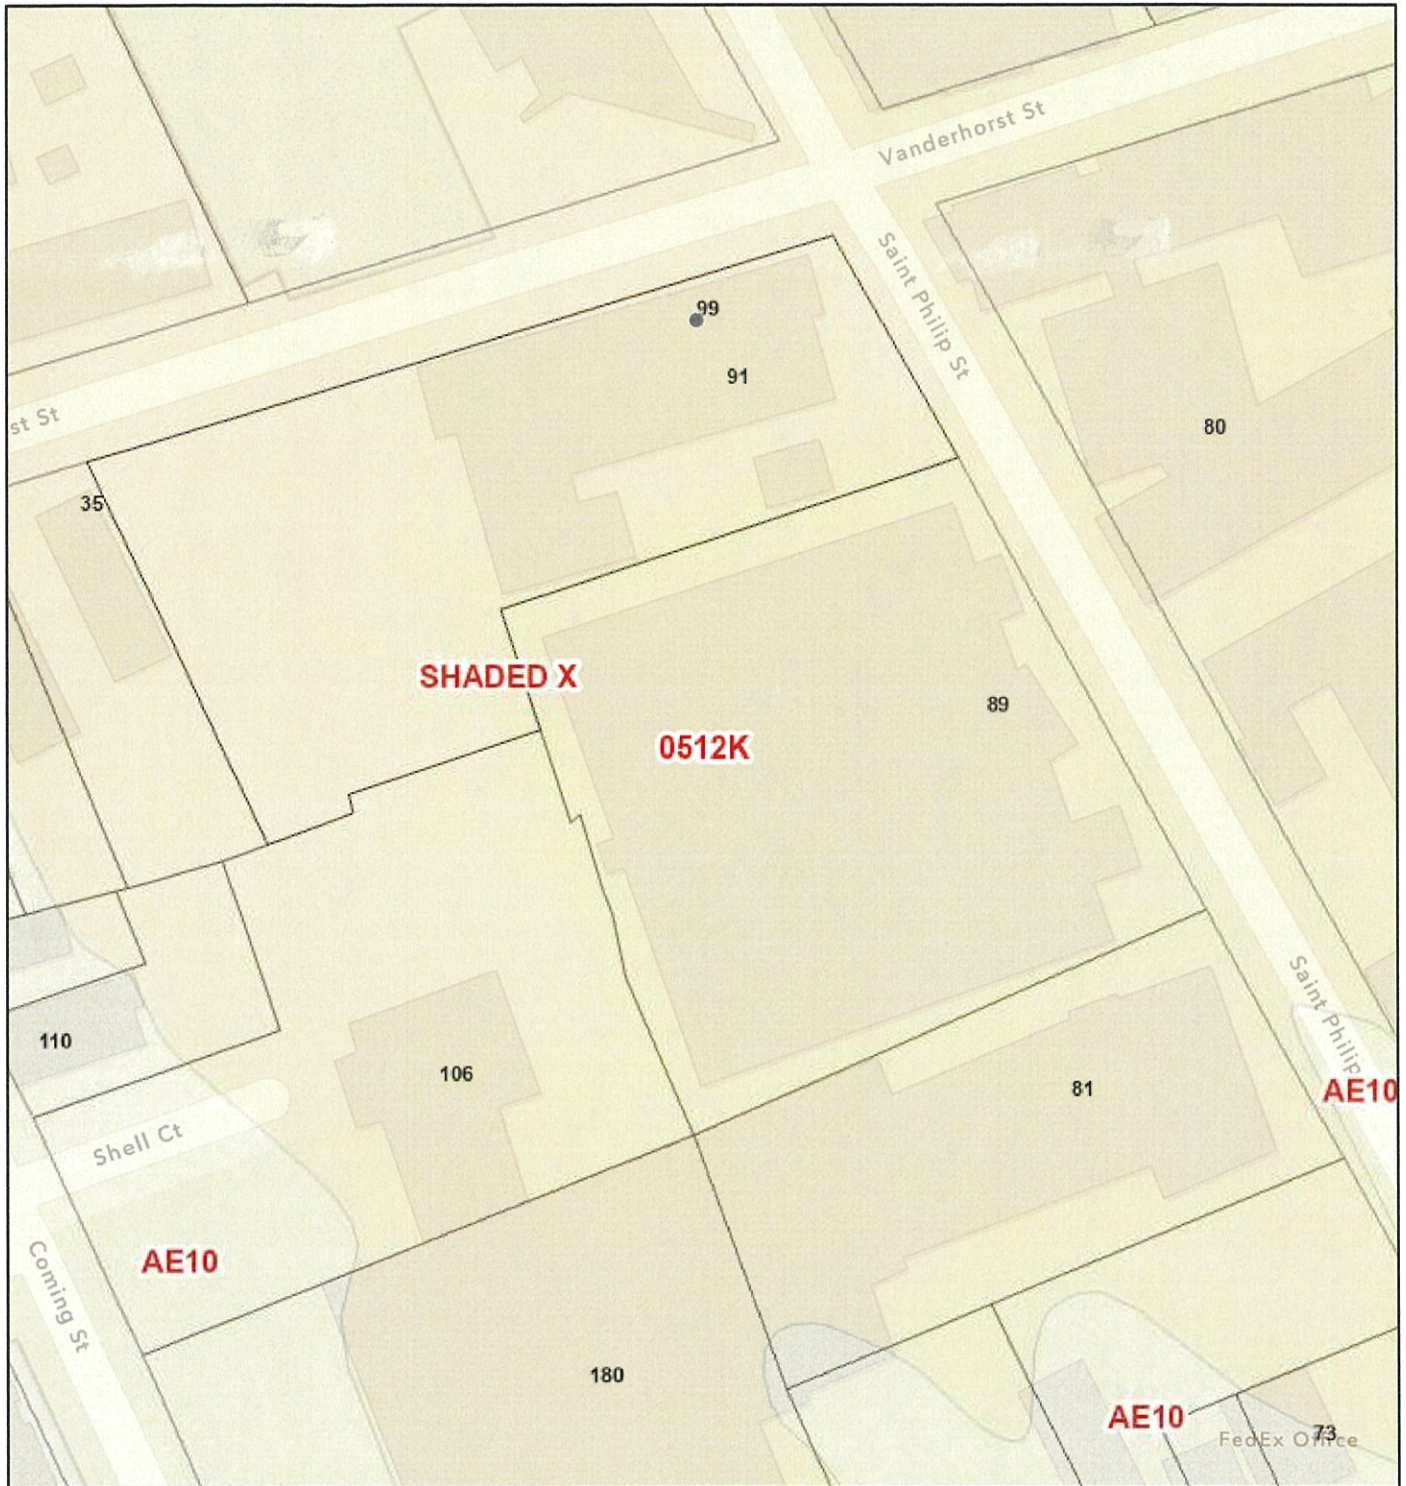 Vanderhorst St
Saint Philip St
99
91
80
st St
35
SHADED X
89
0512K
110
106
81
Saint Philip
AE10
Shell Ct
AE10
Coming St
180
AE10
73
FedEx Office